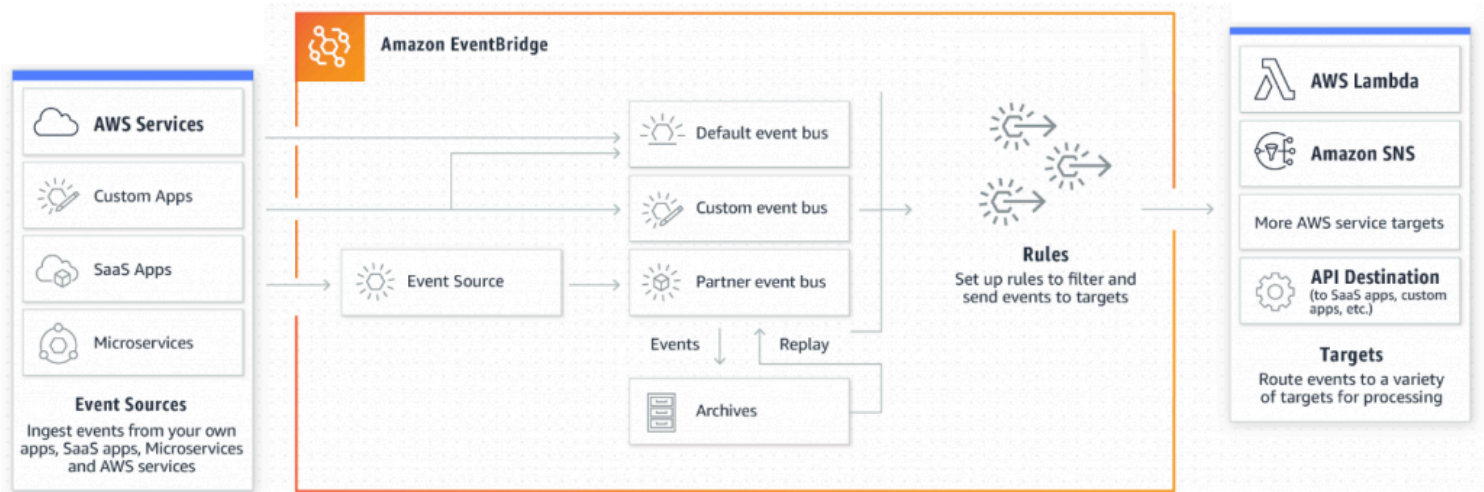 Amazon EventBridge
AWS Services
Custom Apps
SaaS Apps
Microservices
Event Sources
Ingest events from your own
apps, SaaS apps, Microservices
and AWS services
Event Source
Default event bus
Custom event bus
Partner event bus
Events
Replay
Archives
Rules
Set up rules to filter and
send events to targets
AWS Lambda
Amazon SNS
More AWS service targets
API Destination
(to SaaS apps, custom
apps, etc.)
Targets
Route events to a variety
of targets for processing